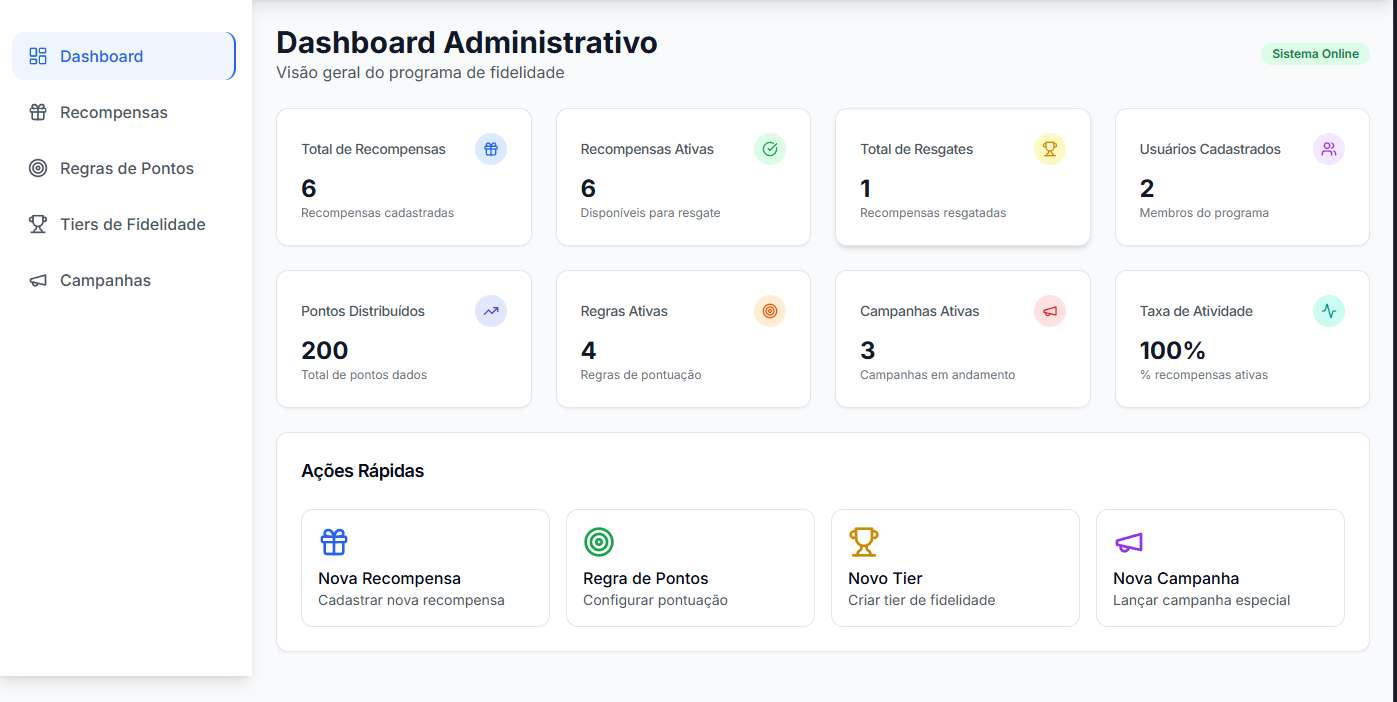 Dashboard
Recompensas
Regras de Pontos
Tiers de Fidelidade
Campanhas
Dashboard Administrativo
Visão geral do programa de fidelidade
Sistema Online
Total de Recompensas
6
Recompensas cadastradas
Recompensas Ativas
6
Disponíveis para resgate
Total de Resgates
1
Recompensas resgatadas
Usuários Cadastrados
2
Membros do programa
Pontos Distribuídos
200
Total de pontos dados
Regras Ativas
4
Regras de pontuação
Campanhas Ativas
3
Campanhas em andamento
Taxa de Atividade
100%
% recompensas ativas
Ações Rápidas
Nova Recompensa
Cadastrar nova recompensa
Regra de Pontos
Configurar pontuação
Novo Tier
Criar tier de fidelidade
Nova Campanha
Lançar campanha especial